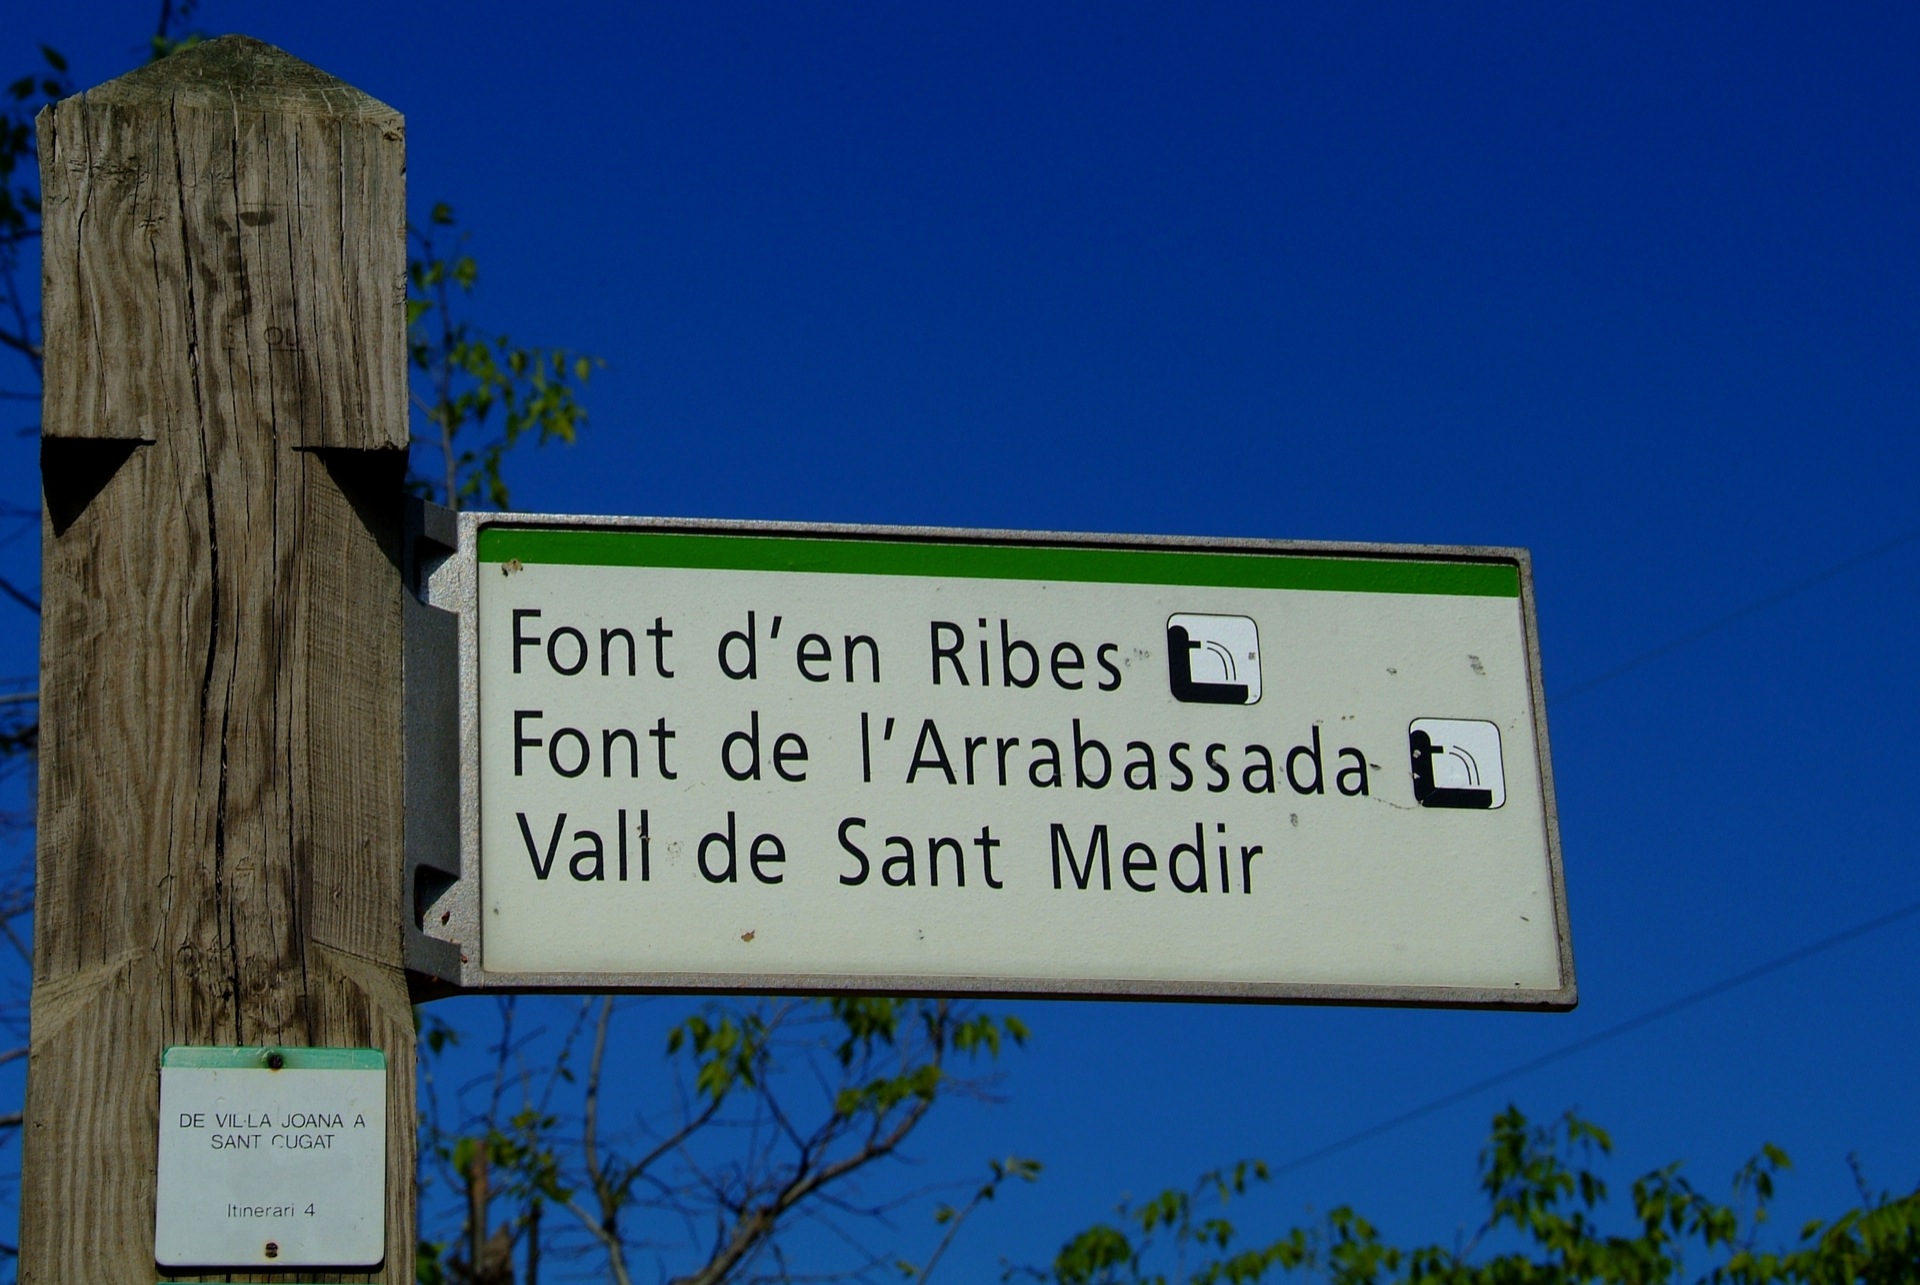 Font d'en Ribes
Font de l'Arrabassada
Vall de Sant Medir
DE VIL·LA JOANA A
SANT CUGAT
Itinerari 4